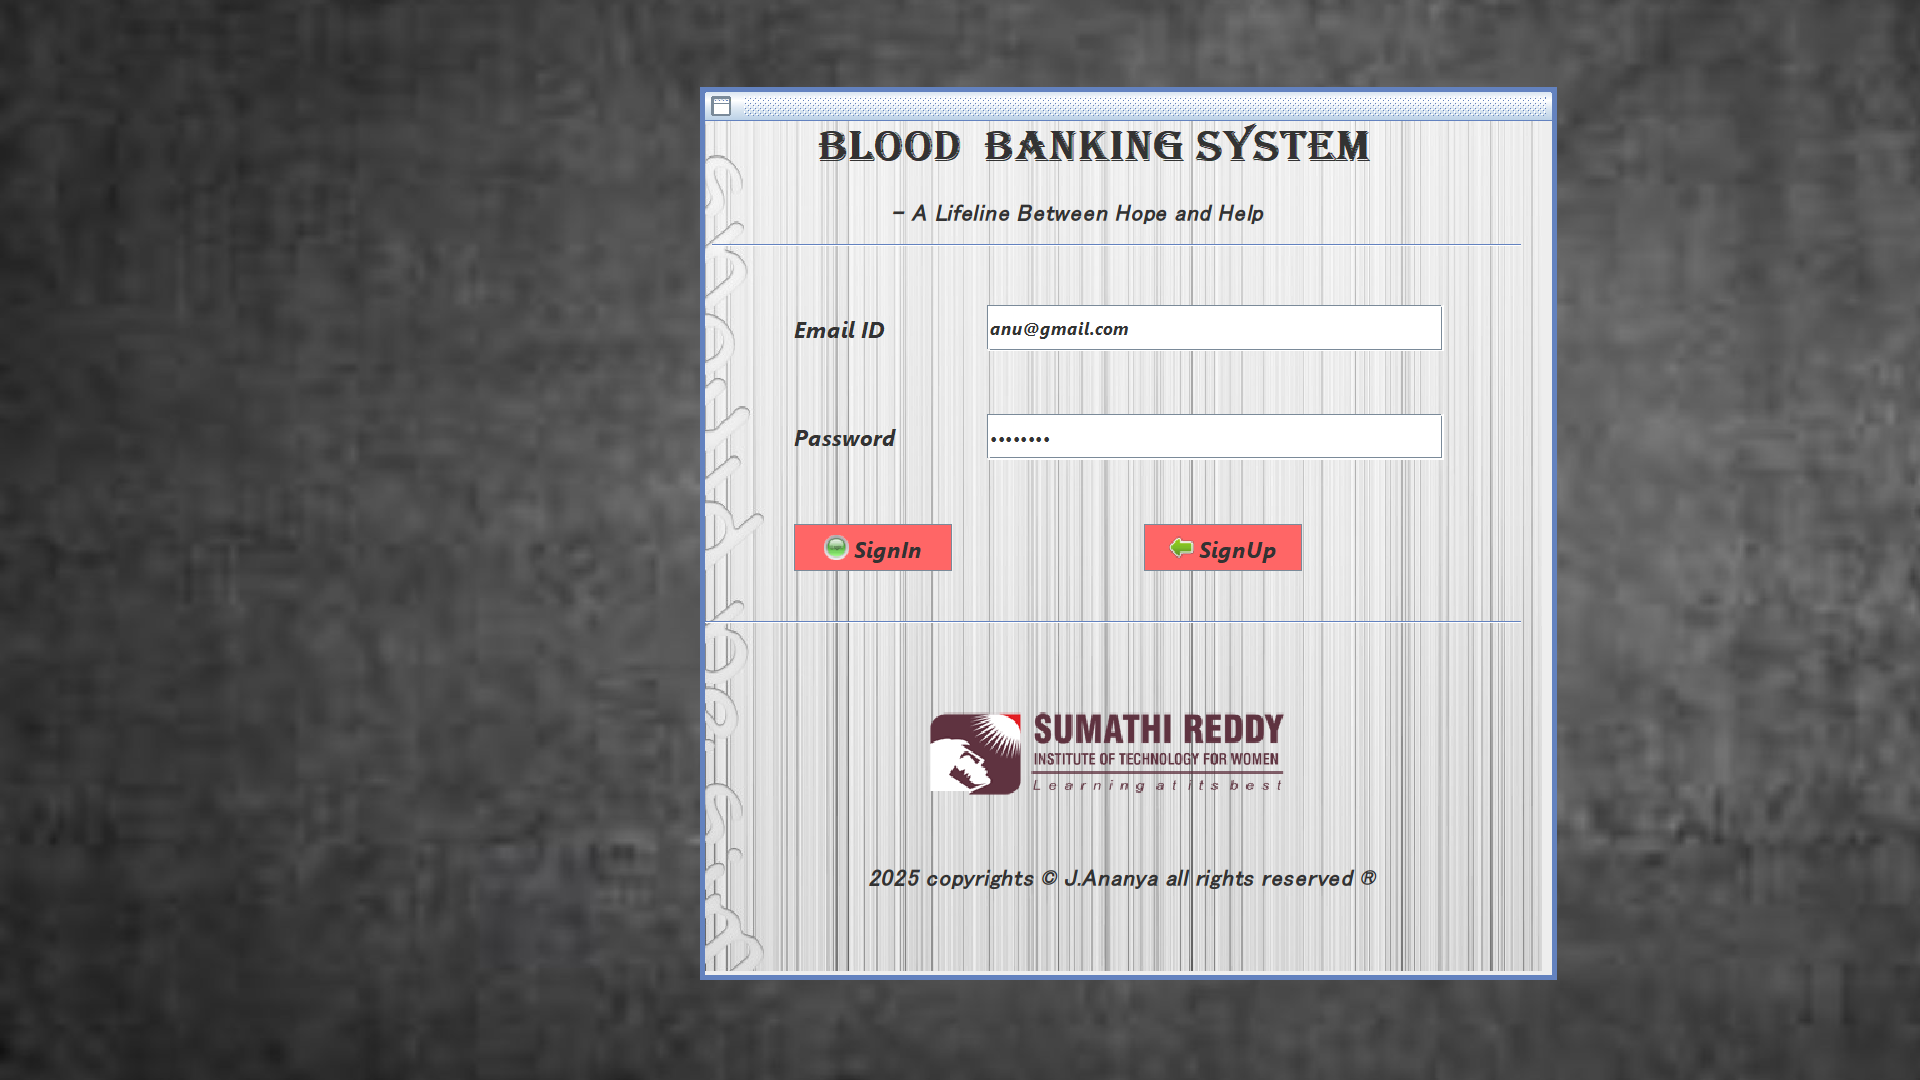 BLOOD BANKING SYSTEM
- A Lifeline Between Hope and Help
Email ID
anu@gmail.com
Password
••••••••
SignIn
SignUp
SUMATHI REDDY
INSTITUTE OF TECHNOLOGY FOR WOMEN
Learning at its best
2025 copyrights © J.Ananya all rights reserved ®